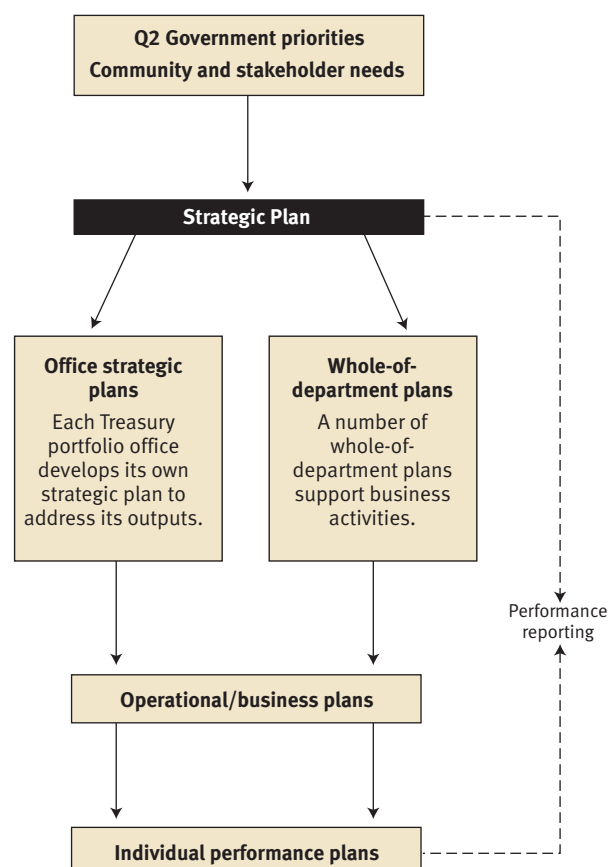 Q2 Government priorities
Community and stakeholder needs
Strategic Plan
Office strategic
plans
Each Treasury
portfolio office
develops its own
strategic plan to
address its outputs.
Whole-of-
department plans
A number of
whole-of-
department plans
support business
activities.
Performance
reporting
Operational/business plans
Individual performance plans